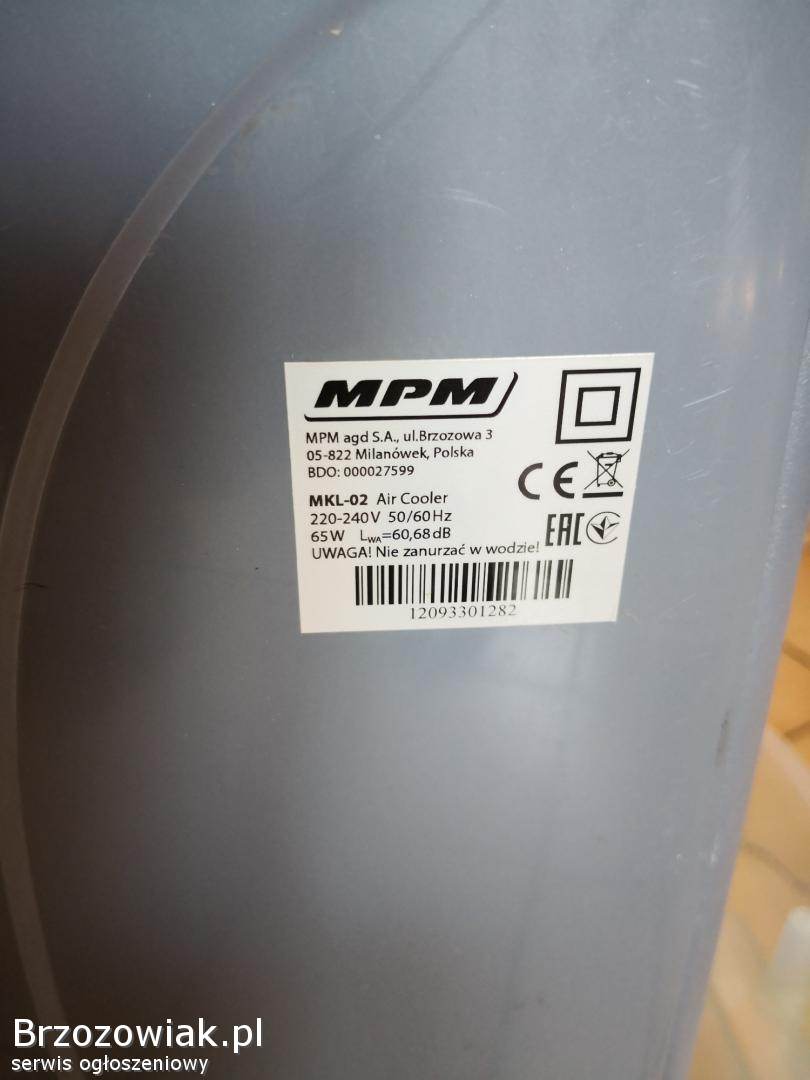 MPM
MPM agd S.A., ul.Brzozowa 3
05-822 Milanówek, Polska
BDO: 000027599
CE
MKL-02 Air Cooler
220-240V 50/60Hz
65W LWA=60,68dB
EAC
UWAGA! Nie zanurzać w wodzie!
12093301282
Brzozowiak.pl
serwis ogłoszeniowy